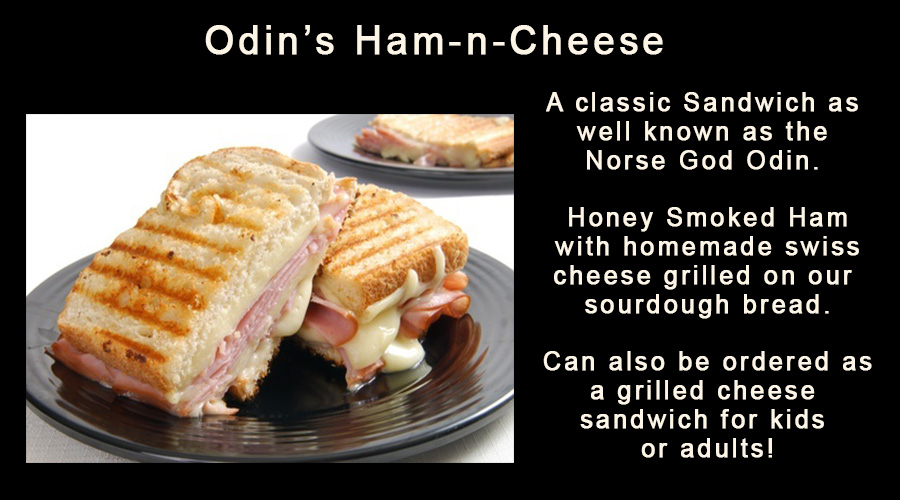 Odin’s Ham-n-Cheese
A classic Sandwich as
well known as the
Norse God Odin.
Honey Smoked Ham
with homemade swiss
cheese grilled on our
sourdough bread.
Can also be ordered as
a grilled cheese
sandwich for kids
or adults!